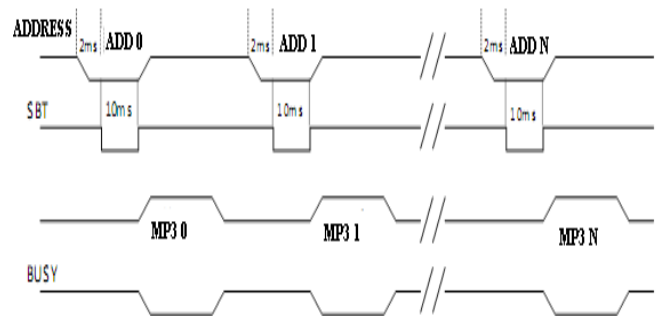 ADDRESS
2ms ADD 0 2ms ADD 1 2ms ADD N
SBT 10ms 10ms 10ms
MP3 0 MP3 1 MP3 N
BUSY